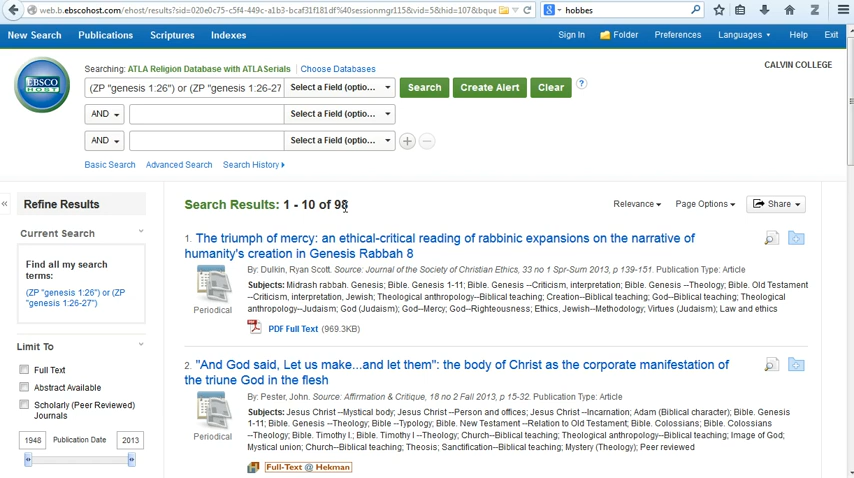 web.b.ebscohost.com/ehost/results?sid=020e0c75-c5f4-449c-a1b3-bcaf31f181df%40sessionmgr115&vid=5&hid=107&bque
hobbes
New Search Publications Scriptures Indexes Sign In Folder Preferences Languages Help Exit
CALVIN COLLEGE
EBSCO HOST
Searching: ATLA Religion Database with ATLASerials Choose Databases
(ZP "genesis 1:26") or (ZP "genesis 1:26-27 Select a Field (optio... Search Create Alert Clear ?
AND Select a Field (optio...
AND Select a Field (optio...
Basic Search Advanced Search Search History
« Refine Results
Current Search
Find all my search
terms:
(ZP "genesis 1:26") or (ZP
"genesis 1:26-27")
Limit To
Full Text
Abstract Available
Scholarly (Peer Reviewed)
Journals
1948 Publication Date 2013
Search Results: 1 - 10 of 98 Relevance Page Options Share
1. The triumph of mercy: an ethical-critical reading of rabbinic expansions on the narrative of
humanity's creation in Genesis Rabbah 8
By: Dulkin, Ryan Scott. Source: Journal of the Society of Christian Ethics, 33 no 1 Spr-Sum 2013, p 139-151. Publication Type: Article
Subjects: Midrash rabbah. Genesis; Bible. Genesis 1-11; Bible. Genesis --Criticism, interpretation; Bible. Genesis --Theology; Bible. Old Testament
--Criticism, interpretation, Jewish; Theological anthropology--Biblical teaching; Creation--Biblical teaching; God--Biblical teaching; Theological
anthropology--Judaism; God (Judaism); God--Mercy; God--Righteousness; Ethics, Jewish--Methodology; Virtues (Judaism); Law and ethics
Periodical
PDF Full Text (969.3KB)
2. "And God said, Let us make...and let them": the body of Christ as the corporate manifestation of
the triune God in the flesh
By: Pester, John. Source: Affirmation & Critique, 18 no 2 Fall 2013, p 15-32. Publication Type: Article
Subjects: Jesus Christ --Mystical body; Jesus Christ --Person and offices; Jesus Christ --Incarnation; Adam (Biblical character); Bible. Genesis
1-11; Bible. Genesis --Theology; Bible --Typology; Bible. New Testament --Relation to Old Testament; Bible. Colossians; Bible. Colossians
--Theology; Bible. Timothy I.; Bible. Timothy I --Theology; Church--Biblical teaching; Theological anthropology--Biblical teaching; Image of God;
Mystical union; Church--Biblical teaching; Theosis; Sanctification--Biblical teaching; Mystery (Theology); Peer reviewed
Periodical
Full-Text @ Hekman